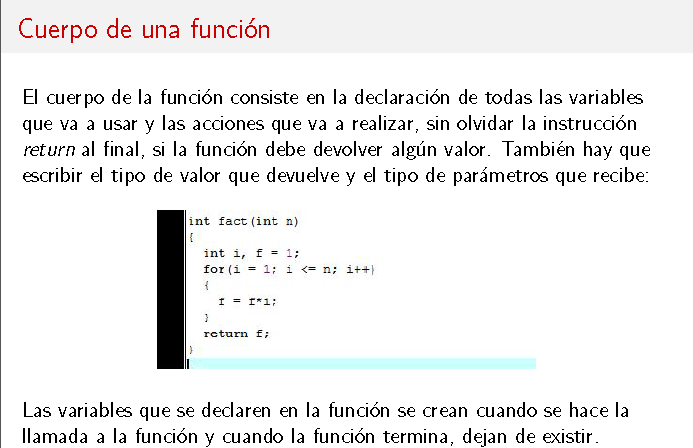 Cuerpo de una función
El cuerpo de la función consiste en la declaración de todas las variables
que va a usar y las acciones que va a realizar, sin olvidar la instrucción
return al final, si la función debe devolver algún valor. También hay que
escribir el tipo de valor que devuelve y el tipo de parámetros que recibe:
int fact(int n)
{
int i, f = 1;
for(i = 1; i <= n; i++)
{
f = f*i;
}
return f;
}
Las variables que se declaren en la función se crean cuando se hace la
llamada a la función y cuando la función termina, dejan de existir.